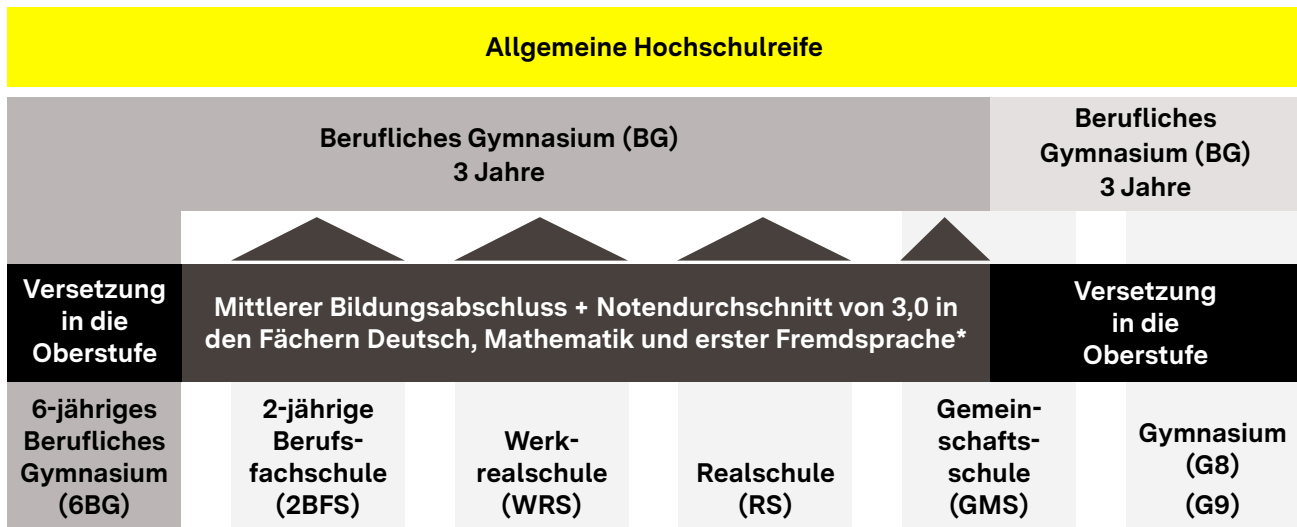 Allgemeine Hochschulreife
Berufliches Gymnasium (BG)
3 Jahre
Berufliches
Gymnasium (BG)
3 Jahre
Versetzung
in die
Oberstufe
Mittlerer Bildungsabschluss + Notendurchschnitt von 3,0 in
den Fächern Deutsch, Mathematik und erster Fremdsprache*
Versetzung
in die
Oberstufe
6-jähriges
Berufliches
Gymnasium
(6BG)
2-jährige
Berufs-
fachschule
(2BFS)
Werk-
realschule
(WRS)
Realschule
(RS)
Gemein-
schafts-
schule
(GMS)
Gymnasium
(G8)
(G9)